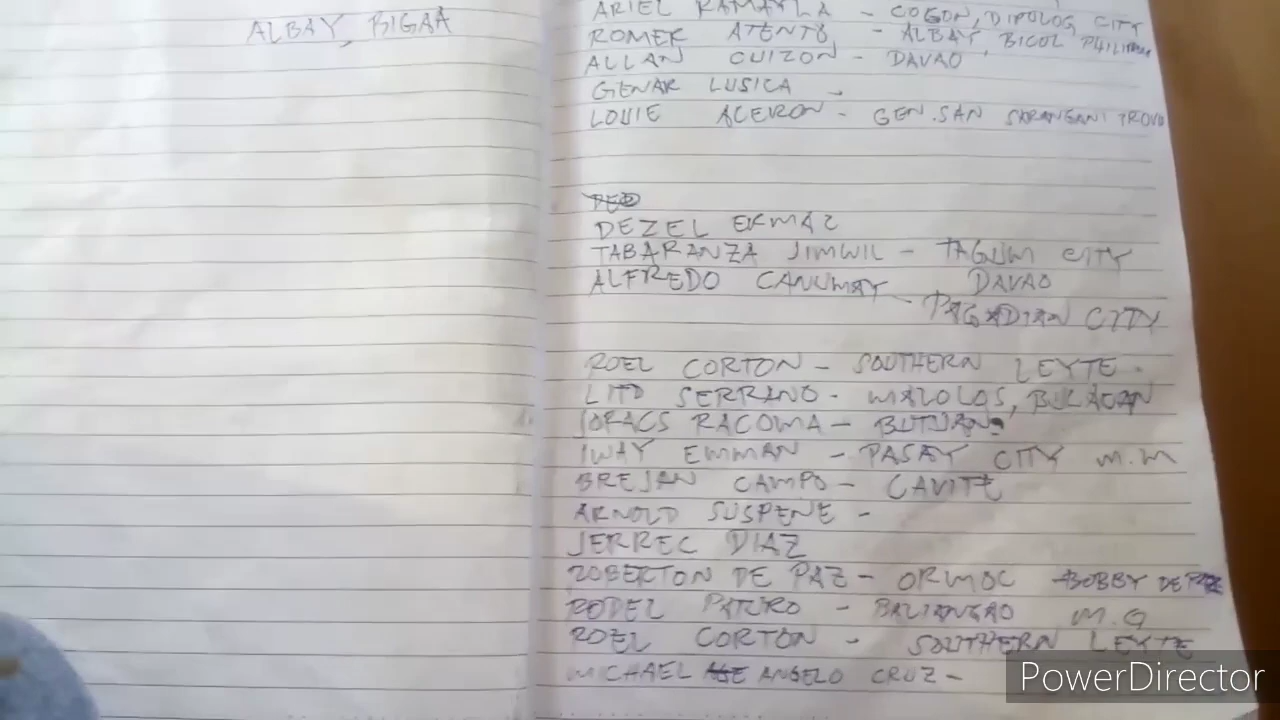 ALBAY, BIGAA
ARIEL RAMAYLA - COGON, DIPOLOG CITY
ROMER ATENTO, - ALBAY, BICOL PHILIPPINES
ALLAN CUIZON - DAVAO
GENAR LUSICA -
LOUIE ACERON - GEN. SAN SARANGANI PROV
DEZEL ERMAC
TABARANZA JIMWIL - TAGUM CITY
ALFREDO CANUMAY DAVAO
- PAGADIAN CITY
ROEL CORTON - SOUTHERN LEYTE.
LITO SERRANO - MALOLOS, BULACAN
JORACS RACOMA - BUTUAN
IWAY EMMAN - PASAY CITY M.M
BREJAN CAMPO - CAVITE
ARNOLD SUSPENE -
JERREC DIAZ
ROBERTON DE PAZ - ORMOC BOBBY DE PAZ
RODEL PATURO - BALIANGAO M.O
ROEL CORTON - SOUTHERN LEYTE
MICHAEL ANGELO CRUZ -
PowerDirector